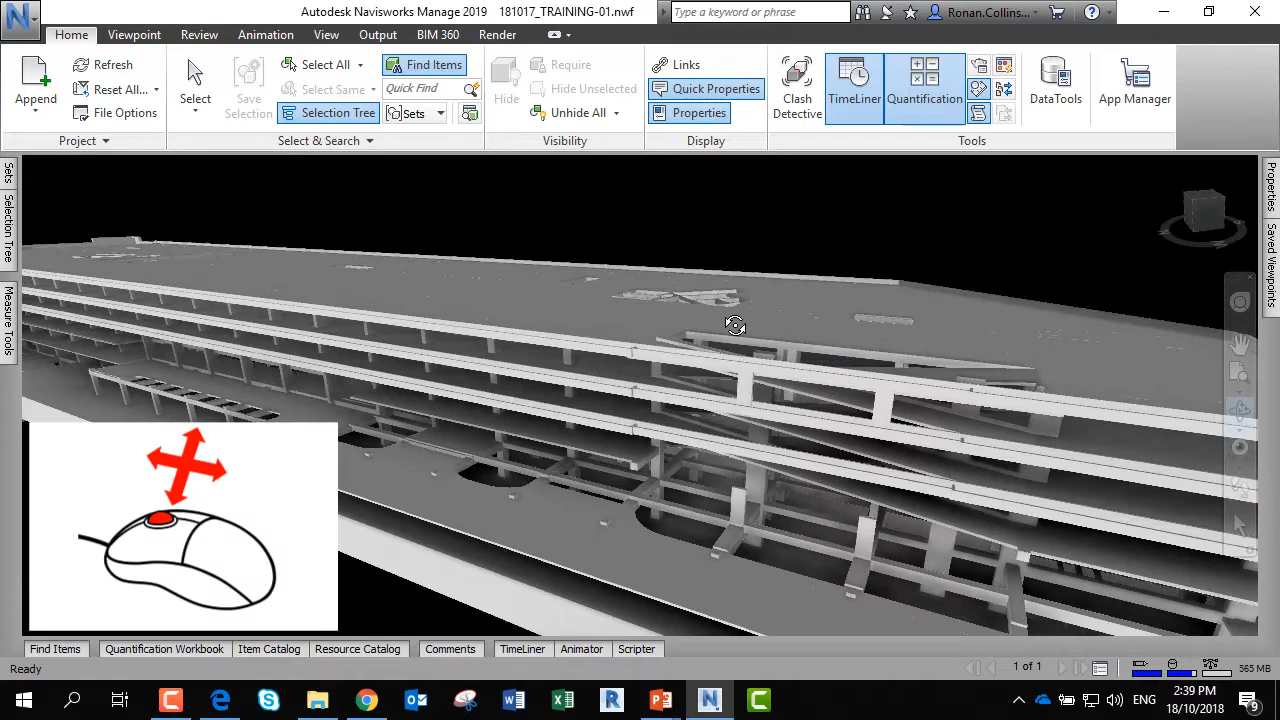 Autodesk Navisworks Manage 2019 181017_TRAINING-01.nwf
Type a keyword or phrase
Ronan.Collins...
Home Viewpoint Review Animation View Output BIM 360 Render
Append
Refresh
Reset All...
File Options
Project
Select
Save Selection
Select All
Select Same
Selection Tree
Find Items
Quick Find
Sets
Select & Search
Hide
Require
Hide Unselected
Unhide All
Visibility
Links
Quick Properties
Properties
Display
Clash Detective
TimeLiner
Quantification
DataTools
App Manager
Tools
Sets
Selection Tree
Measure Tools
Properties
Saved Viewpoints
Find Items Quantification Workbook Item Catalog Resource Catalog Comments TimeLiner Animator Scripter
Ready
1 of 1
565 MB
ENG
2:39 PM
18/10/2018
9